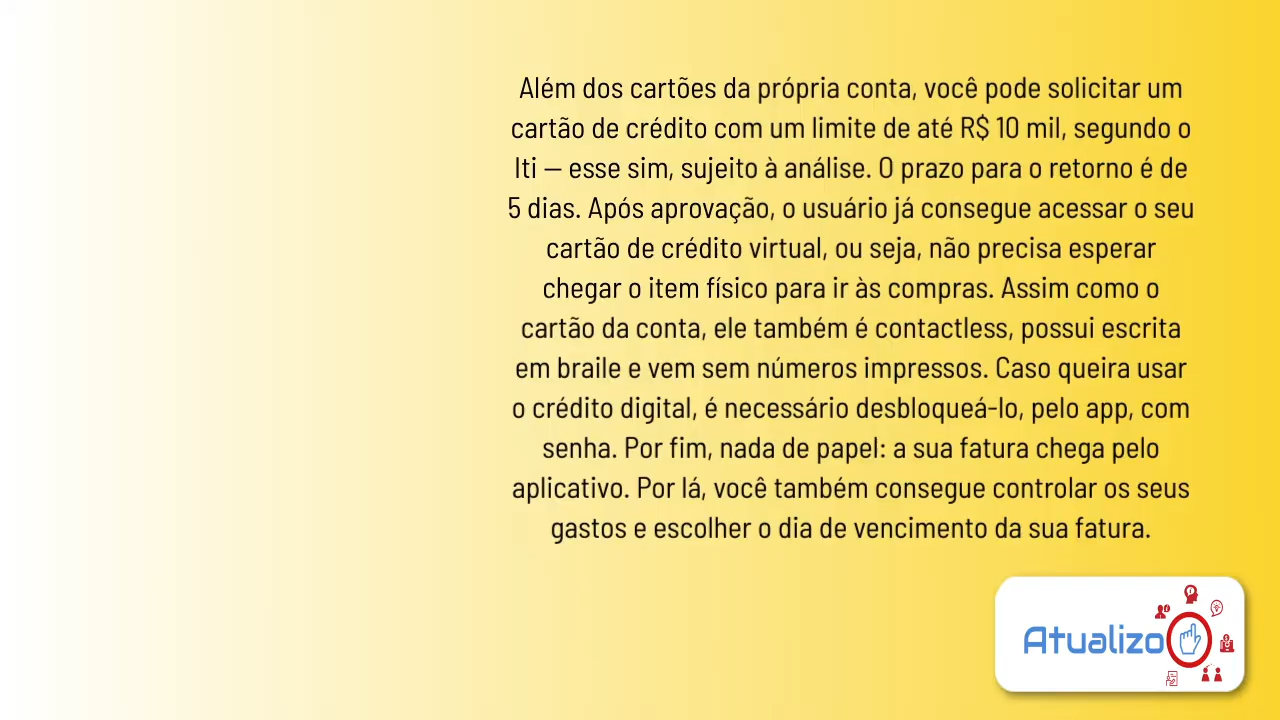 Além dos cartões da própria conta, você pode solicitar um
cartão de crédito com um limite de até R$ 10 mil, segundo o
Iti — esse sim, sujeito à análise. O prazo para o retorno é de
5 dias. Após aprovação, o usuário já consegue acessar o seu
cartão de crédito virtual, ou seja, não precisa esperar
chegar o item físico para ir às compras. Assim como o
cartão da conta, ele também é contactless, possui escrita
em braile e vem sem números impressos. Caso queira usar
o crédito digital, é necessário desbloqueá-lo, pelo app, com
senha. Por fim, nada de papel: a sua fatura chega pelo
aplicativo. Por lá, você também consegue controlar os seus
gastos e escolher o dia de vencimento da sua fatura.
Atualizo